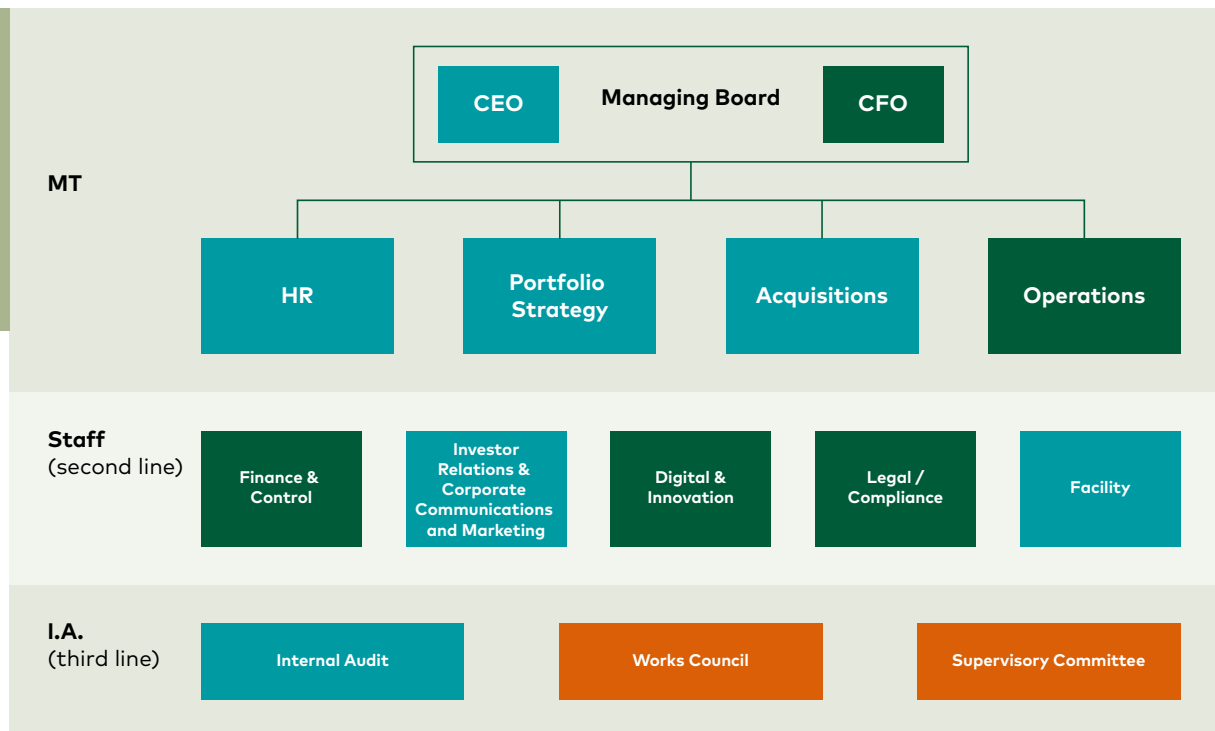 CEO
Managing Board
CFO
MT
HR
Portfolio
Strategy
Acquisitions
Operations
Staff
(second line)
Finance &
Control
Investor
Relations &
Corporate
Communications
and Marketing
Digital &
Innovation
Legal /
Compliance
Facility
I.A.
(third line)
Internal Audit
Works Council
Supervisory Committee